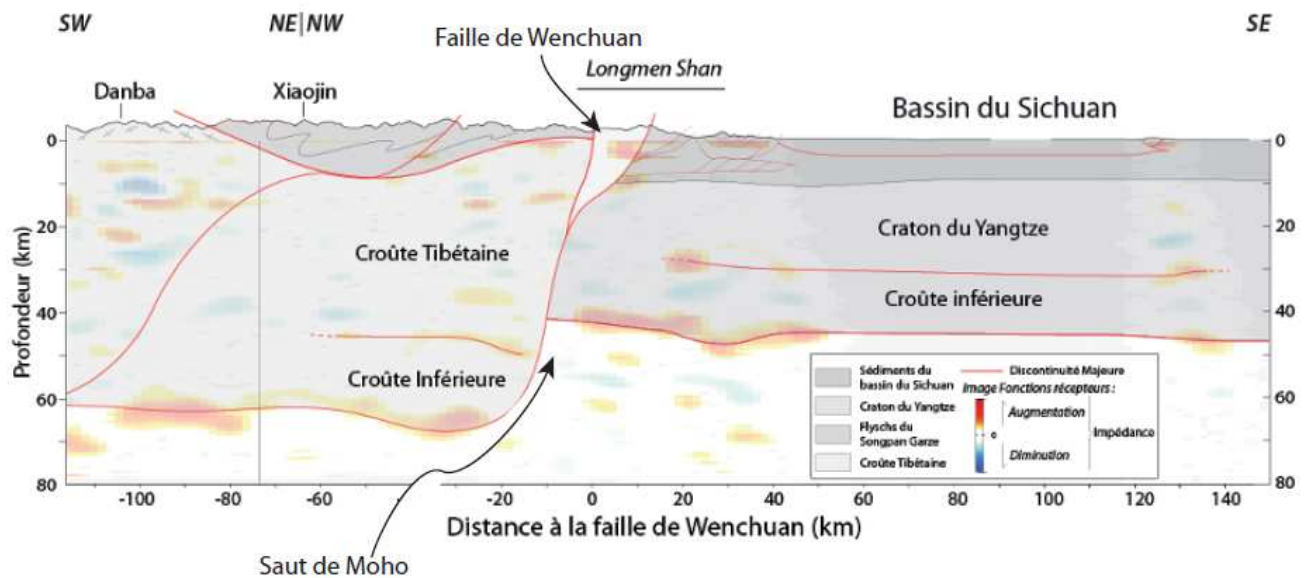 SW
NE|NW
SE
Faille de Wenchuan
Longmen Shan
Danba
Xiaojin
Bassin du Sichuan
0
0
20
20
40
40
60
60
80
80
Profondeur (km)
Profondeur (km)
Croûte Tibétaine
Craton du Yangtze
Croûte inférieure
Croûte Inférieure
Sédiments du
bassin du Sichuan
Craton du Yangtze
Flyschs du
Songpan Garze
Croûte Tibétaine
Discontinuité Majeure
Image Fonctions récepteurs :
Augmentation
0
Diminution
Impédance
-100
-60
-20
0
20
40
60
80
100
120
140
Distance à la faille de Wenchuan (km)
Saut de Moho